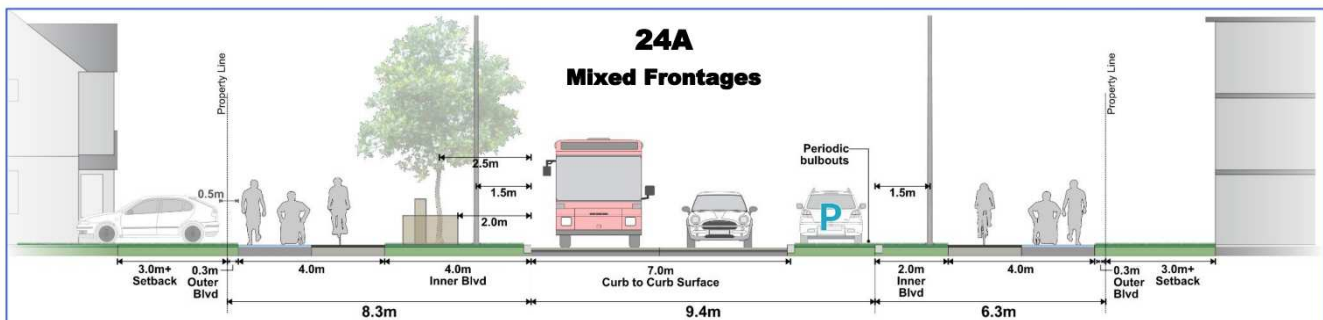 24A
Mixed Frontages
Property Line
Property Line
Periodic
bulbouts
2.5m
1.5m
2.0m
0.5m
1.5m
P
3.0m+
Setback
0.3m
Outer
Blvd
4.0m
4.0m
Inner Blvd
7.0m
Curb to Curb Surface
2.0m
Inner
Blvd
4.0m
0.3m
Outer
Blvd
3.0m+
Setback
8.3m
9.4m
6.3m